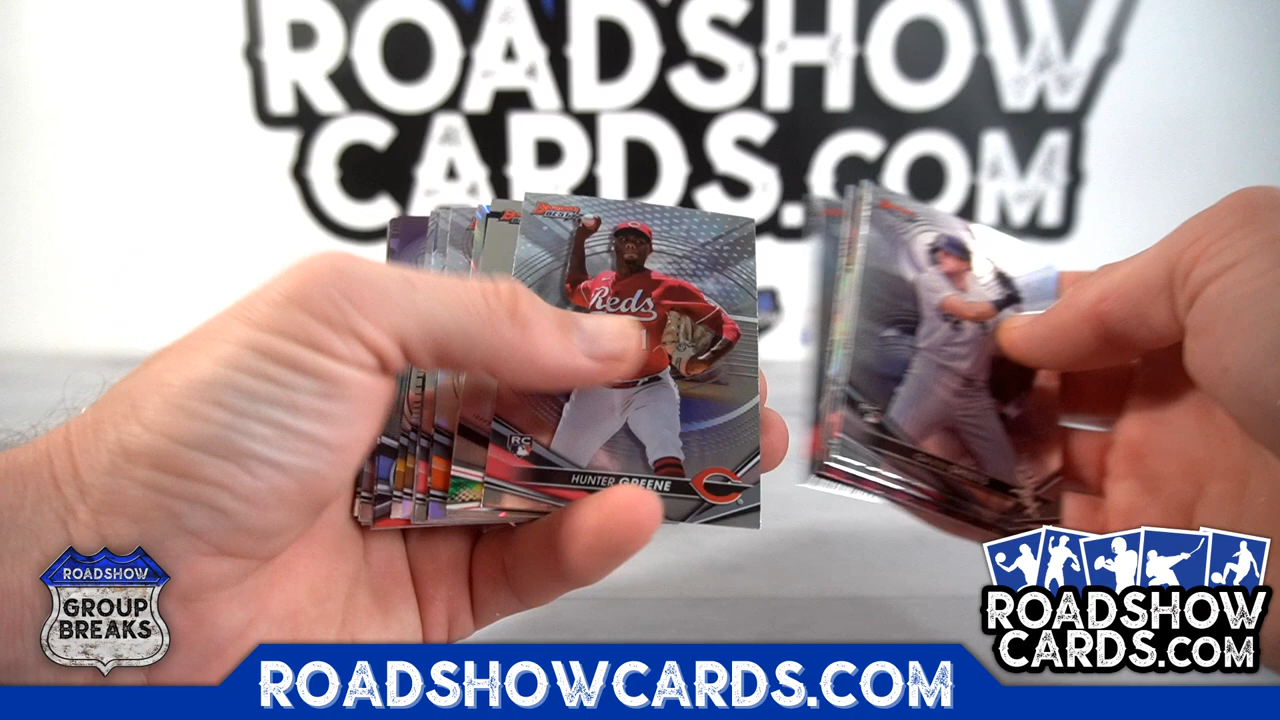 ROADSHOW
CARDS.COM
BOWMAN
BEST
Reds
RC
HUNTER GREENE
ROADSHOW
GROUP
BREAKS
ROADSHOWCARDS.COM
ROADSHOW
CARDS.COM